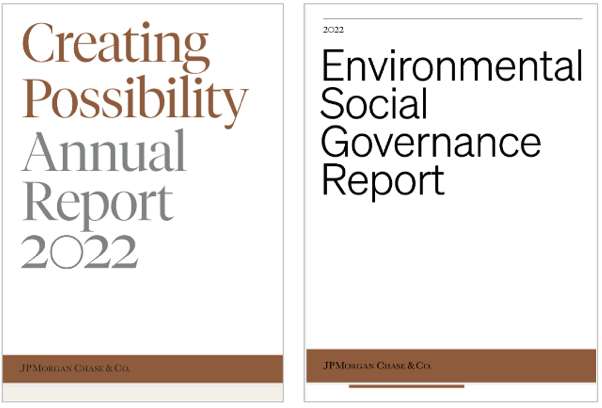 Creating
Possibility
Annual
Report
2022
JPMORGAN CHASE & CO.
2022
Environmental
Social
Governance
Report
JPMORGAN CHASE & CO.